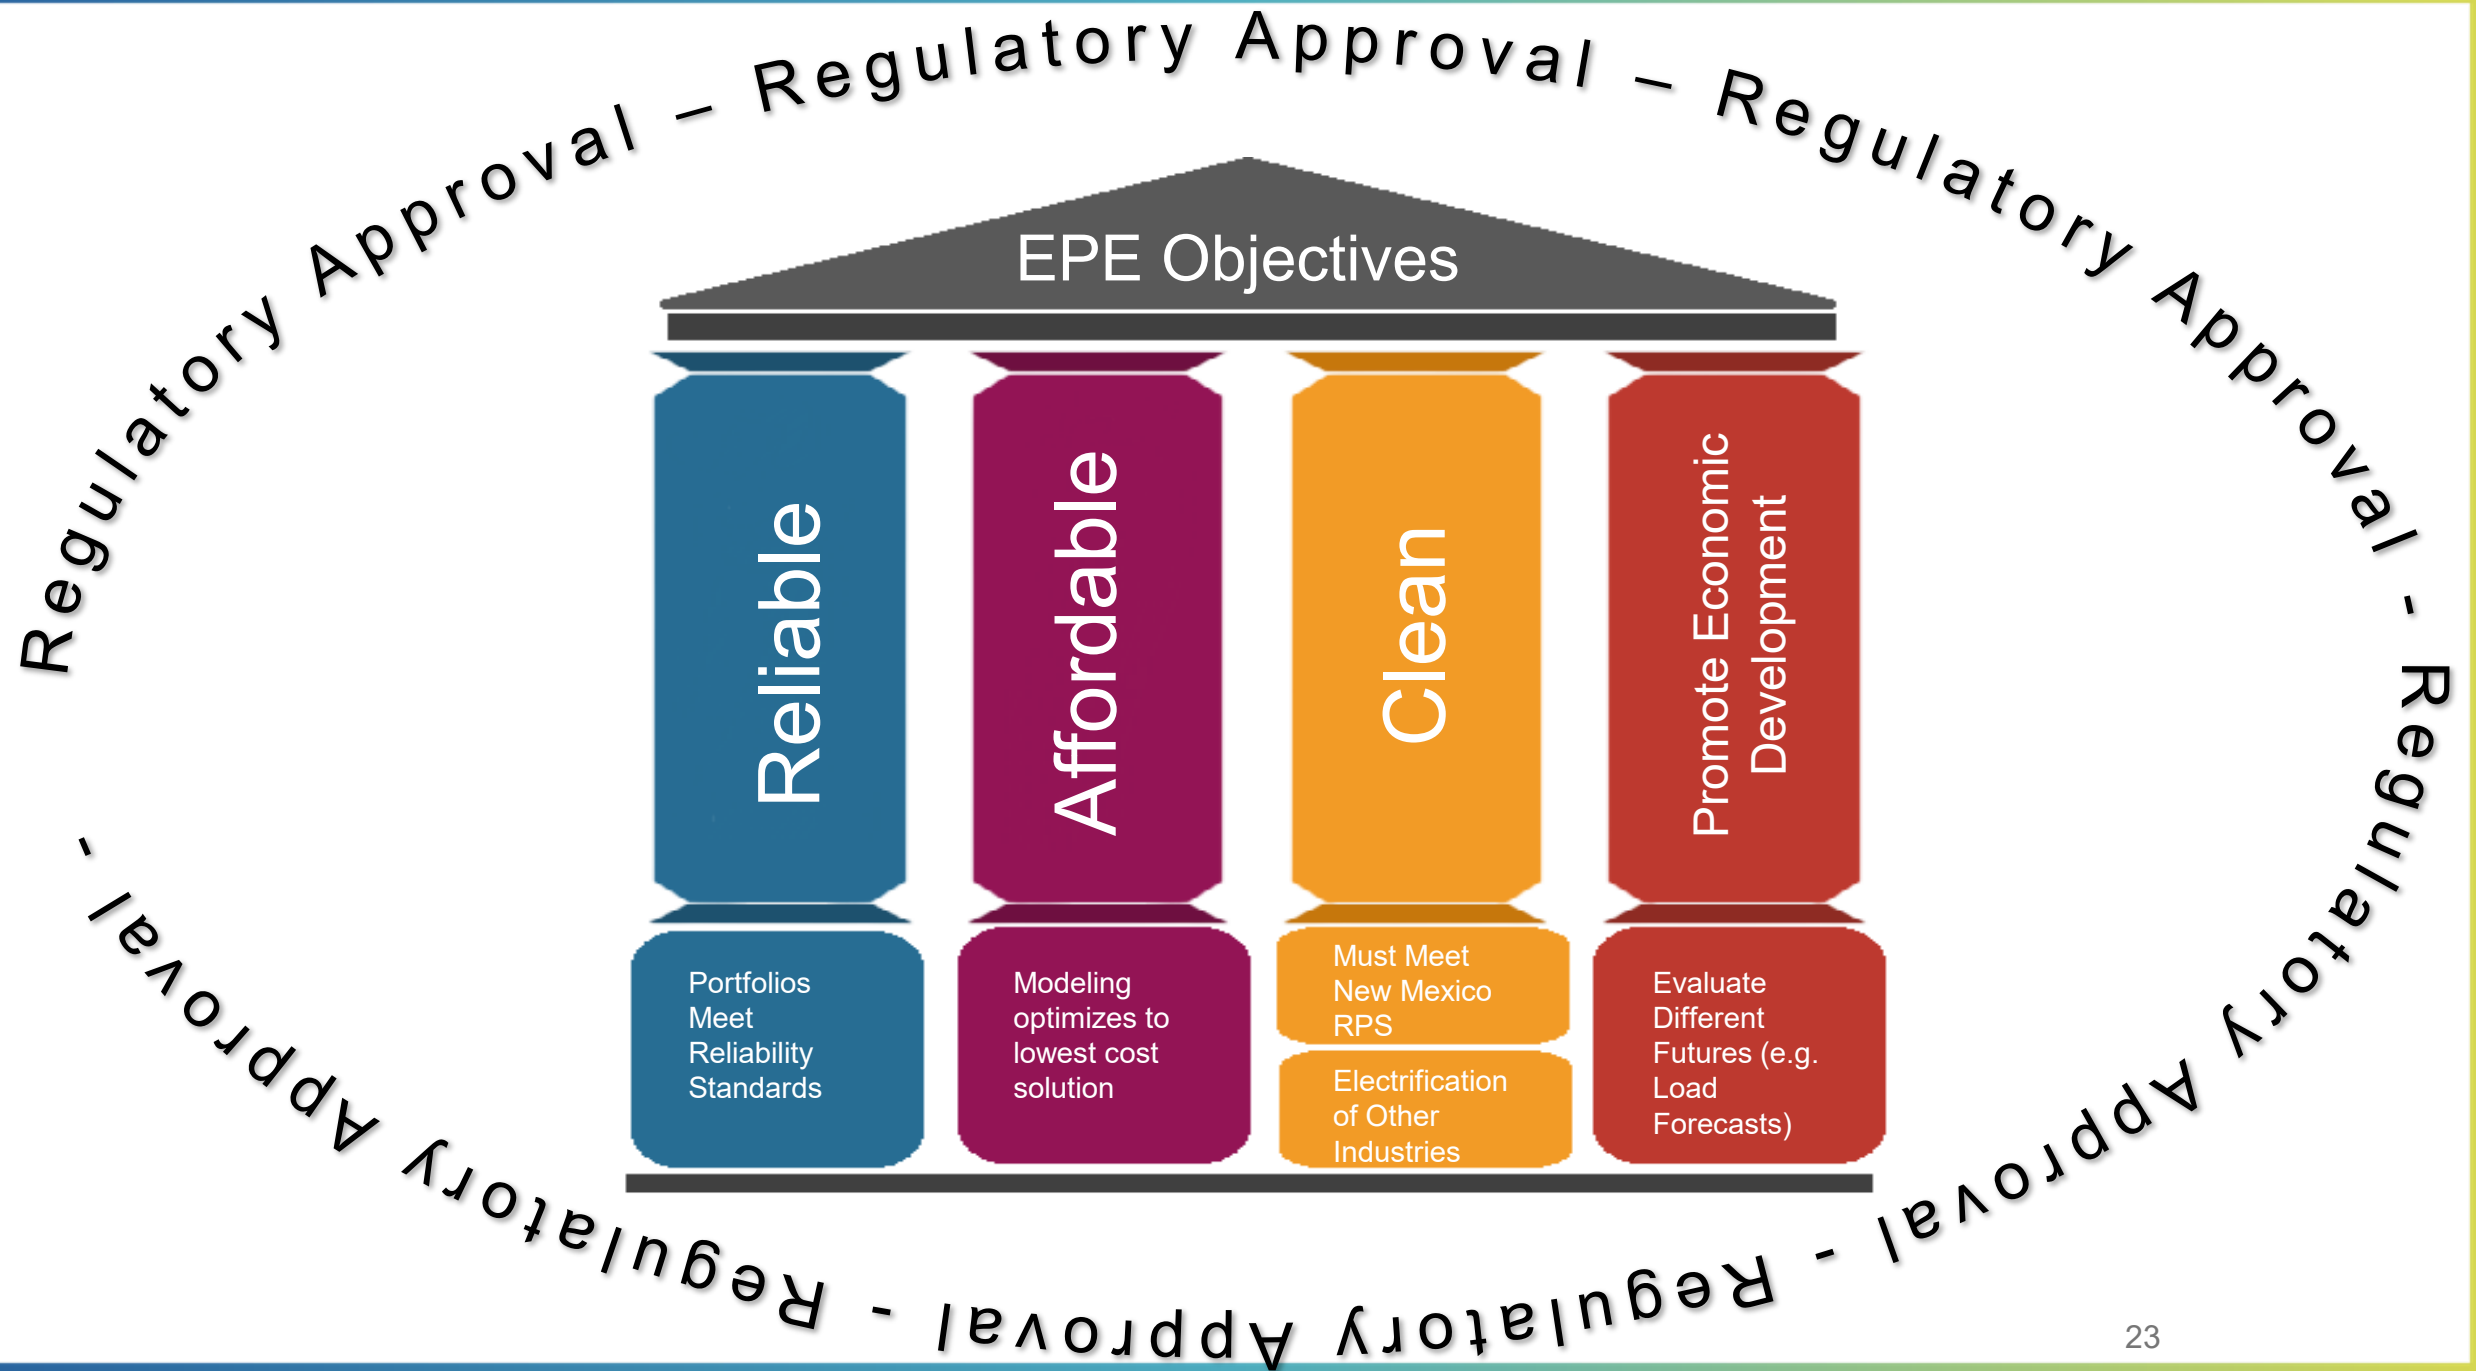 Regulatory Approval – Regulatory Approval – Regulatory Approval - Regulatory Approval - Regulatory Approval - Regulatory Approval -
EPE Objectives
Reliable
Affordable
Clean
Promote Economic
Development
Portfolios
Meet
Reliability
Standards
Modeling
optimizes to
lowest cost
solution
Must Meet
New Mexico
RPS
Electrification
of Other
Industries
Evaluate
Different
Futures (e.g.
Load
Forecasts)
23